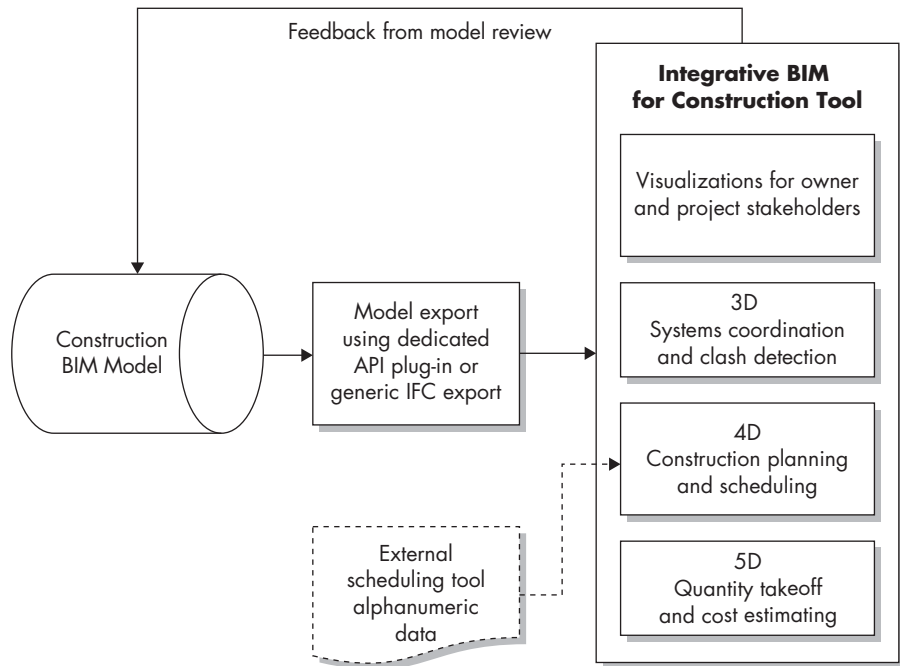 Feedback from model review
Integrative BIM
for Construction Tool
Visualizations for owner
and project stakeholders
3D
Systems coordination
and clash detection
Construction
BIM Model
Model export
using dedicated
API plug-in or
generic IFC export
4D
Construction planning
and scheduling
External
scheduling tool
alphanumeric
data
5D
Quantity takeoff
and cost estimating